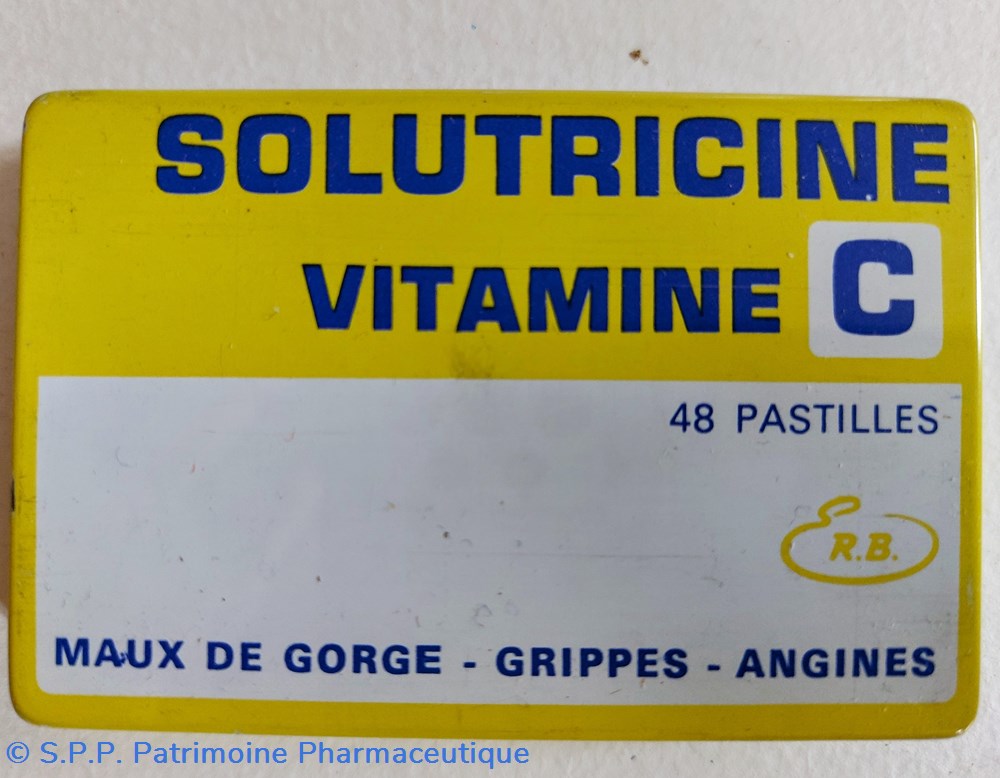 SOLUTRICINE
VITAMINE C
48 PASTILLES
R.B.
MAUX DE GORGE - GRIPPES - ANGINES
© S.P.P. Patrimoine Pharmaceutique